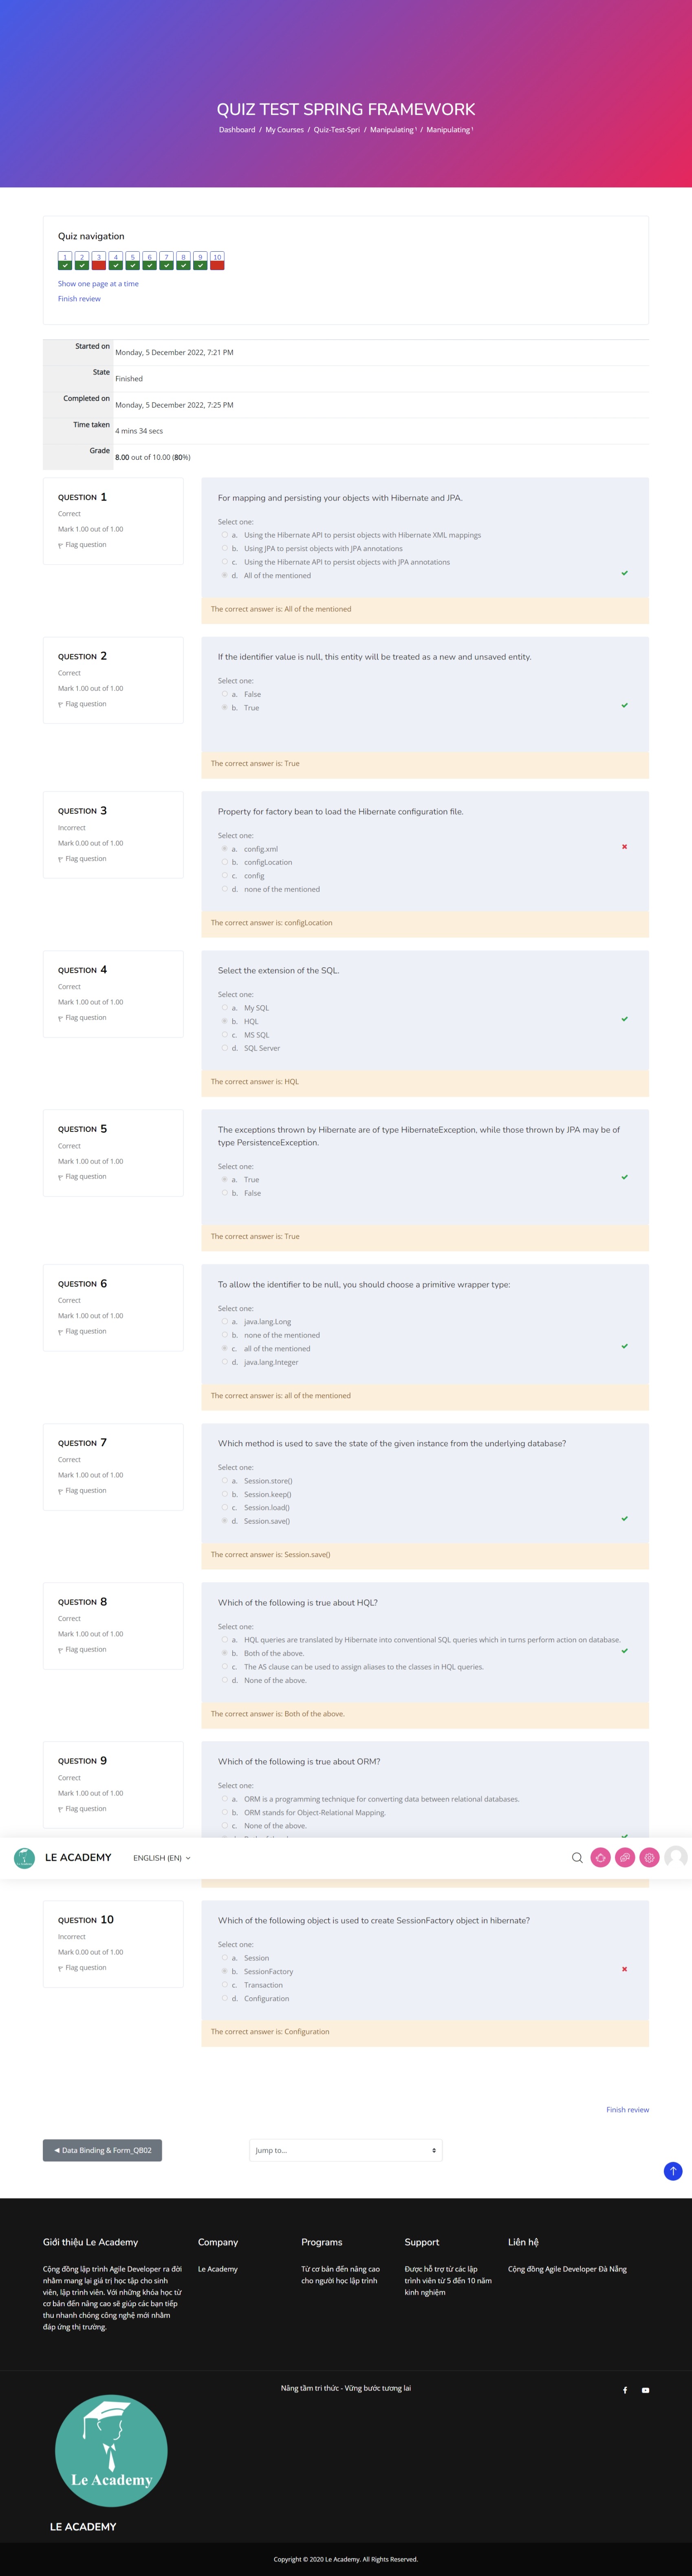 QUIZ TEST SPRING FRAMEWORK
Dashboard / My Courses / Quiz-Test-Spri / Manipulating ! / Manipulating !
Quiz navigation
1 2 3 4 5 6 7 8 9 10
Show one page at a time
Finish review
Started on
Monday, 5 December 2022, 7:21 PM
State
Finished
Completed on
Monday, 5 December 2022, 7:25 PM
Time taken
4 mins 34 secs
Grade
8.00 out of 10.00 (80%)
QUESTION 1
Correct
Mark 1.00 out of 1.00
Flag question
For mapping and persisting your objects with Hibernate and JPA.
Select one:
a. Using the Hibernate API to persist objects with Hibernate XML mappings
b. Using JPA to persist objects with JPA annotations
c. Using the Hibernate API to persist objects with JPA annotations
d. All of the mentioned
The correct answer is: All of the mentioned
QUESTION 2
Correct
Mark 1.00 out of 1.00
Flag question
If the identifier value is null, this entity will be treated as a new and unsaved entity.
Select one:
a. False
b. True
The correct answer is: True
QUESTION 3
Incorrect
Mark 0.00 out of 1.00
Flag question
Property for factory bean to load the Hibernate configuration file.
Select one:
a. config.xml
b. configLocation
c. config
d. none of the mentioned
The correct answer is: configLocation
QUESTION 4
Correct
Mark 1.00 out of 1.00
Flag question
Select the extension of the SQL.
Select one:
a. My SQL
b. HQL
c. MS SQL
d. SQL Server
The correct answer is: HQL
QUESTION 5
Correct
Mark 1.00 out of 1.00
Flag question
The exceptions thrown by Hibernate are of type HibernateException, while those thrown by JPA may be of
type PersistenceException.
Select one:
a. True
b. False
The correct answer is: True
QUESTION 6
Correct
Mark 1.00 out of 1.00
Flag question
To allow the identifier to be null, you should choose a primitive wrapper type:
Select one:
a. java.lang.Long
b. none of the mentioned
c. all of the mentioned
d. java.lang.Integer
The correct answer is: all of the mentioned
QUESTION 7
Correct
Mark 1.00 out of 1.00
Flag question
Which method is used to save the state of the given instance from the underlying database?
Select one:
a. Session.store()
b. Session.keep()
c. Session.load()
d. Session.save()
The correct answer is: Session.save()
QUESTION 8
Correct
Mark 1.00 out of 1.00
Flag question
Which of the following is true about HQL?
Select one:
a. HQL queries are translated by Hibernate into conventional SQL queries which in turns perform action on database.
b. Both of the above.
c. The AS clause can be used to assign aliases to the classes in HQL queries.
d. None of the above.
The correct answer is: Both of the above.
QUESTION 9
Correct
Mark 1.00 out of 1.00
Flag question
Which of the following is true about ORM?
Select one:
a. ORM is a programming technique for converting data between relational databases.
b. ORM stands for Object-Relational Mapping.
c. None of the above.
LE ACADEMY
ENGLISH (EN)
QUESTION 10
Incorrect
Mark 0.00 out of 1.00
Flag question
Which of the following object is used to create SessionFactory object in hibernate?
Select one:
a. Session
b. SessionFactory
c. Transaction
d. Configuration
The correct answer is: Configuration
Finish review
◄ Data Binding & Form_QB02
Jump to...
Giới thiệu Le Academy
Cộng đồng lập trình Agile Developer ra đời
nhằm mang lại giá trị học tập cho sinh
viên, lập trình viên. Với những khóa học từ
cơ bản đến nâng cao sẽ giúp các bạn tiếp
thu nhanh chóng công nghệ mới nhằm
đáp ứng thị trường.
Company
Le Academy
Programs
Từ cơ bản đến nâng cao
cho người học lập trình
Support
Được hỗ trợ từ các lập
trình viên từ 5 đến 10 năm
kinh nghiệm
Liên hệ
Cộng đồng Agile Developer Đà Nẵng
Nâng tầm tri thức - Vững bước tương lai
Le Academy
LE ACADEMY
Copyright © 2020 Le Academy. All Rights Reserved.